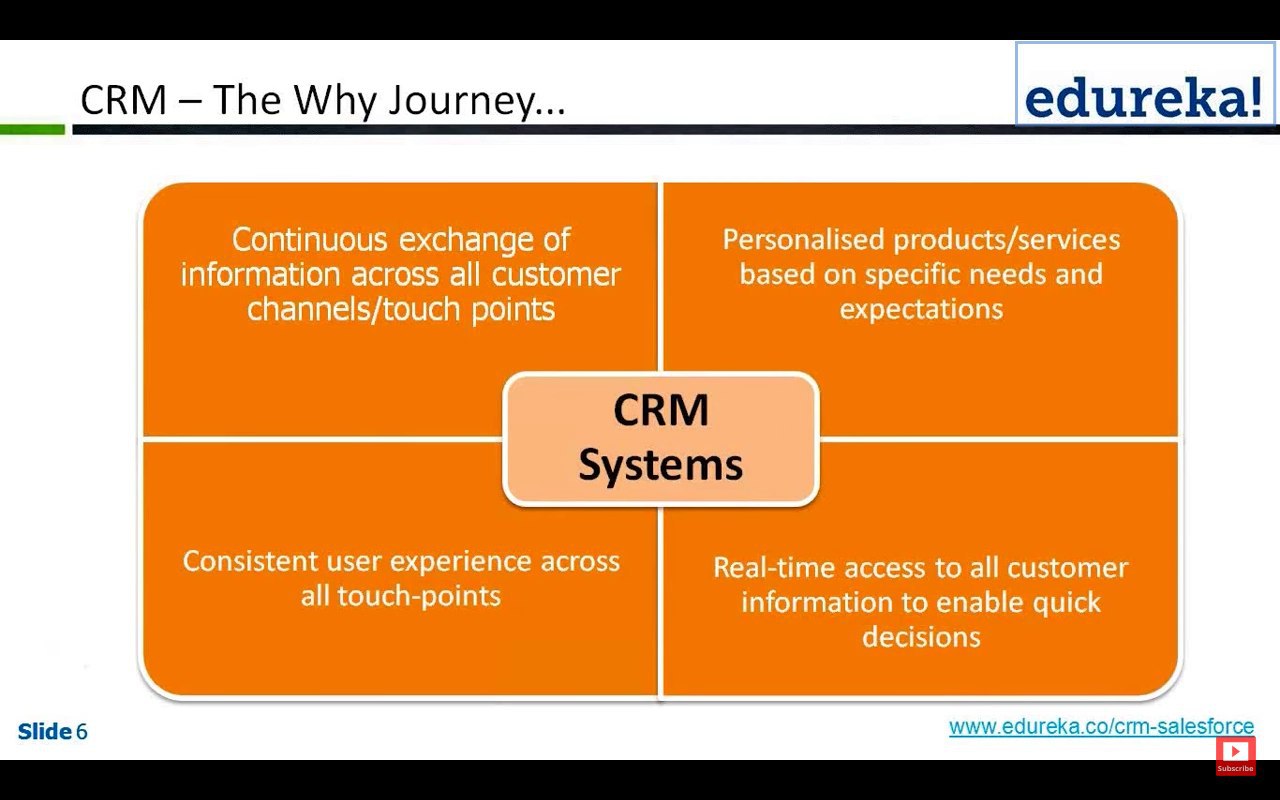 CRM – The Why Journey...
edureka!
Continuous exchange of
information across all customer
channels/touch points
Personalised products/services
based on specific needs and
expectations
CRM
Systems
Consistent user experience across
all touch-points
Real-time access to all customer
information to enable quick
decisions
Slide 6
www.edureka.co/crm-salesforce
Subscribe